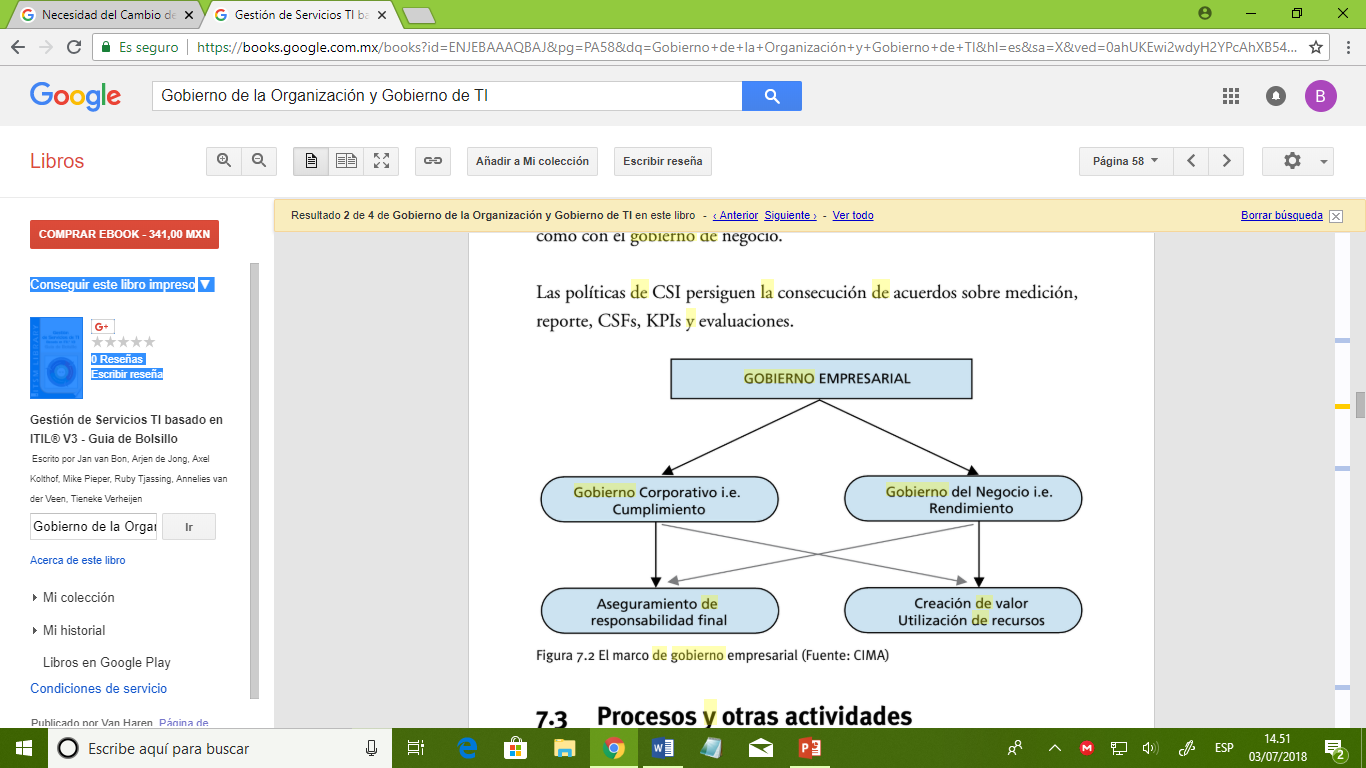 Necesidad del Cambio de
Gestión de Servicios TI ba
Es seguro
https://books.google.com.mx/books?id=ENJEBAAAQBAJ&pg=PA58&dq=Gobierno+de+la+Organización+y+Gobierno+de+TI&hl=es&sa=X&ved=0ahUKEwi2wdyH2YPcAhXB54...
Google
Gobierno de la Organización y Gobierno de TI
B
Libros
Añadir a Mi colección
Escribir reseña
Página 58
Resultado 2 de 4 de Gobierno de la Organización y Gobierno de TI en este libro - ‹ Anterior Siguiente › - Ver todo
Borrar búsqueda
COMPRAR EBOOK - 341,00 MXN
Conseguir este libro impreso ▼
G+
0 Reseñas
Escribir reseña
Gestión de Servicios TI basado en
ITIL® V3 - Guia de Bolsillo
Escrito por Jan van Bon, Arjen de Jong, Axel
Kolthof, Mike Pieper, Ruby Tjassing, Annelies van
der Veen, Tieneke Verheijen
Gobierno de la Organ
Ir
Acerca de este libro
Mi colección
Mi historial
Libros en Google Play
Condiciones de servicio
Publicado por Van Haren. Página de
como con el gobierno de negocio.
Las políticas de CSI persiguen la consecución de acuerdos sobre medición,
reporte, CSFs, KPIs y evaluaciones.
GOBIERNO EMPRESARIAL
Gobierno Corporativo i.e.
Cumplimiento
Gobierno del Negocio i.e.
Rendimiento
Aseguramiento de
responsabilidad final
Creación de valor
Utilización de recursos
Figura 7.2 El marco de gobierno empresarial (Fuente: CIMA)
7.3 Procesos y otras actividades
Escribe aquí para buscar
ESP
14.51
03/07/2018
2